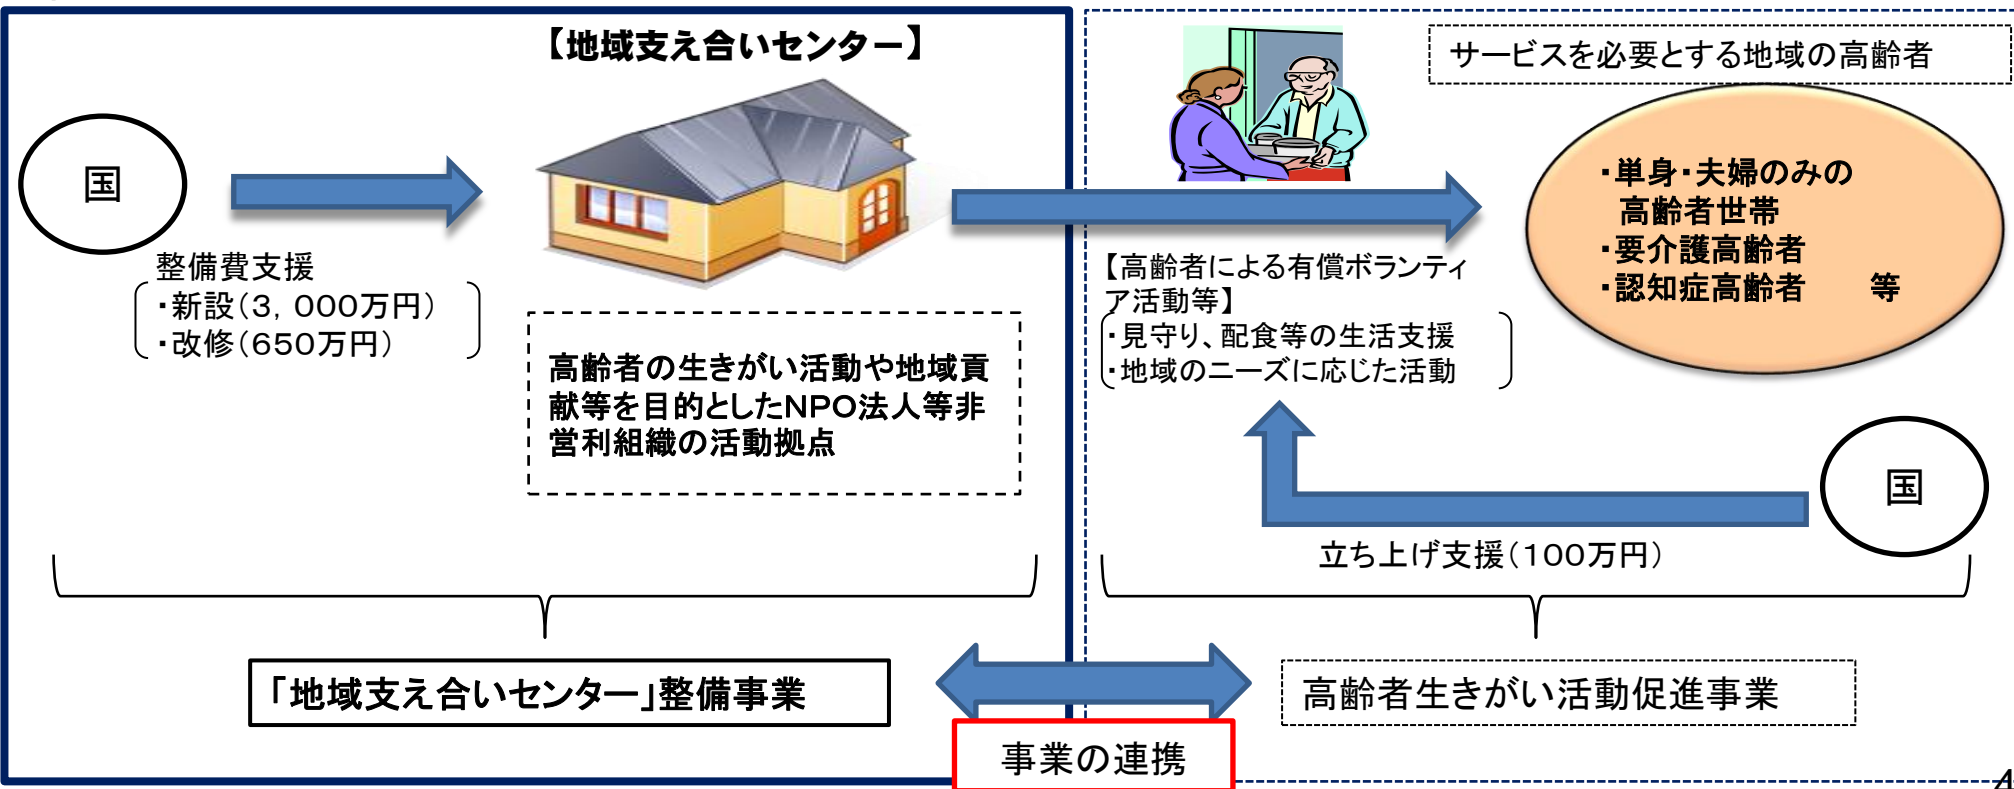 【地域支え合いセンター】
国
整備費支援
・新設（３，０００万円）
・改修（６５０万円）
高齢者の生きがい活動や地域貢
献等を目的としたNPO法人等非
営利組織の活動拠点
「地域支え合いセンター」整備事業
サービスを必要とする地域の高齢者
・単身・夫婦のみの
高齢者世帯
・要介護高齢者
・認知症高齢者　　等
【高齢者による有償ボランティ
ア活動等】
・見守り、配食等の生活支援
・地域のニーズに応じた活動
国
立ち上げ支援（１００万円）
高齢者生きがい活動促進事業
事業の連携